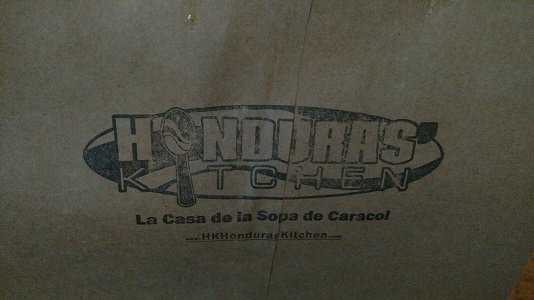 HONDURAS'
KITCHEN
La Casa de la Sopa de Caracol
www.HKHondurasKitchen.com